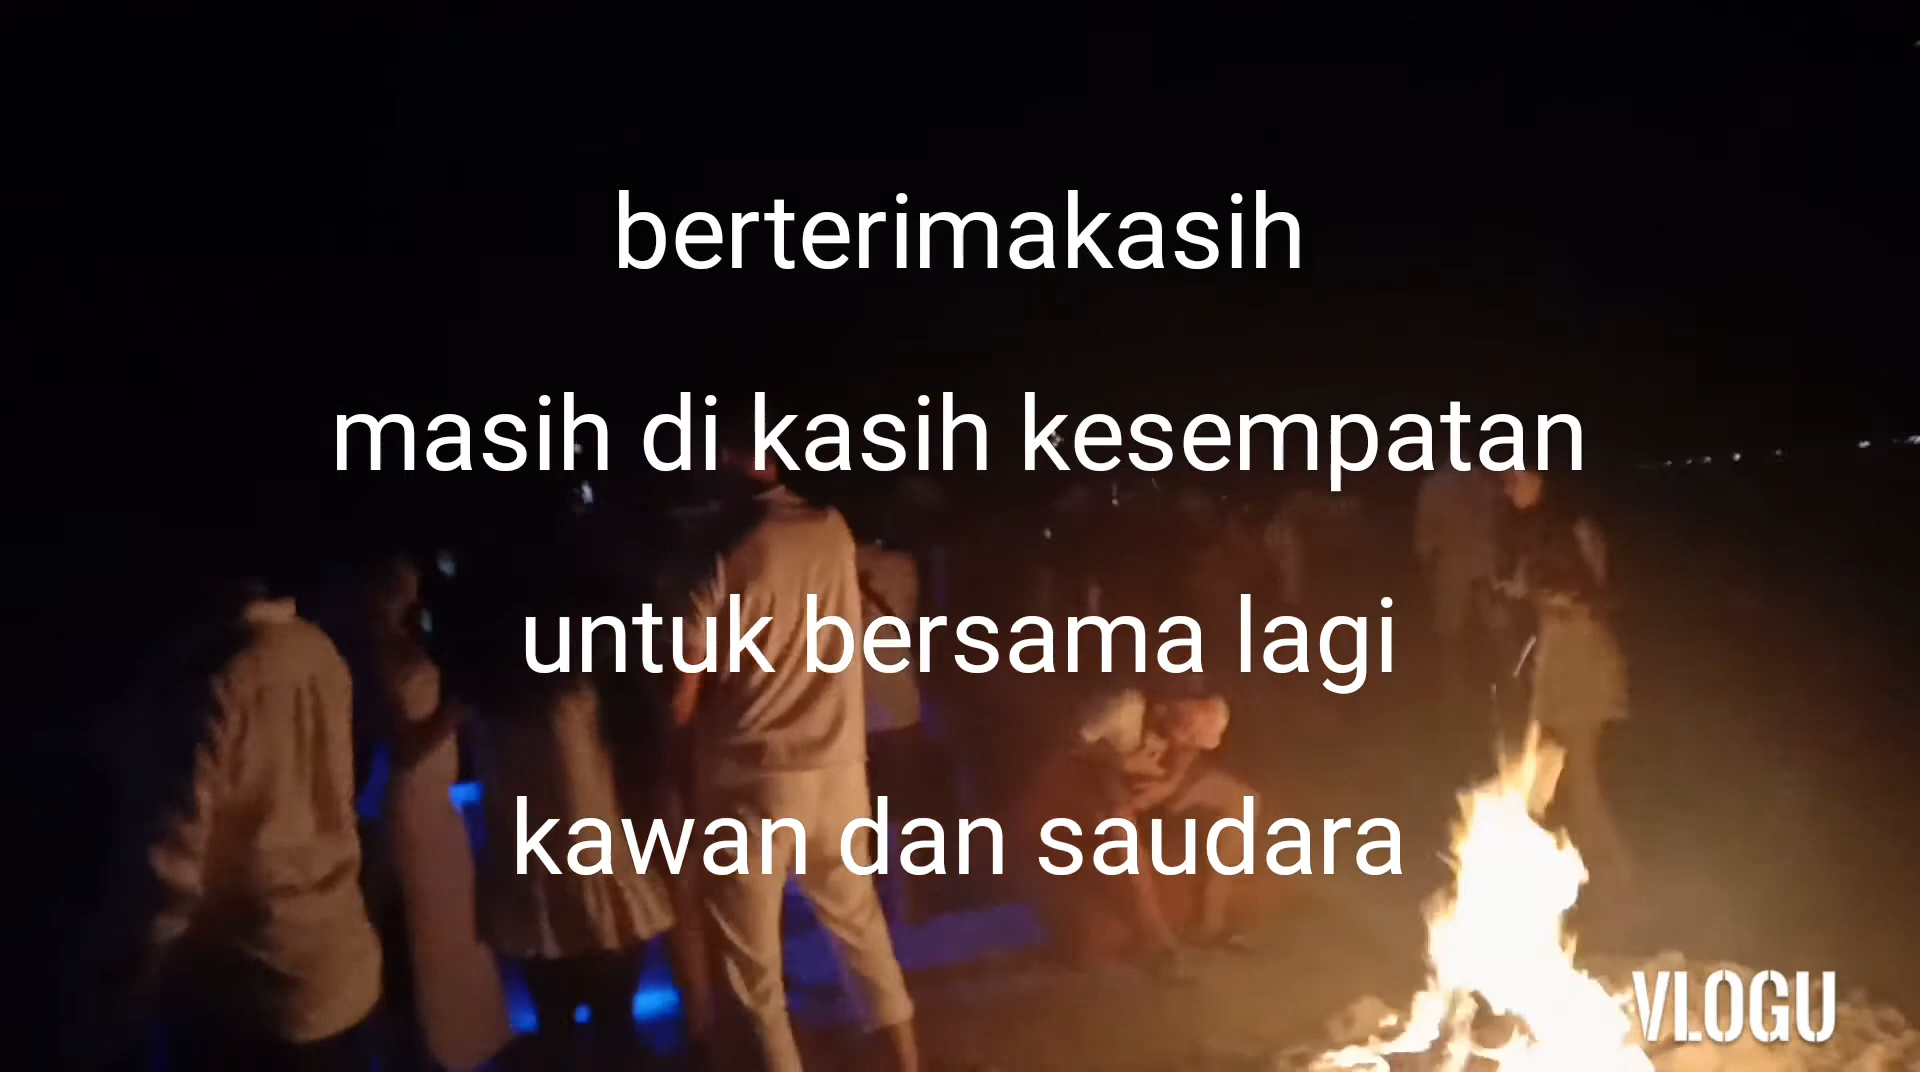 berterimakasih
masih di kasih kesempatan
untuk bersama lagi
kawan dan saudara
VLOGU